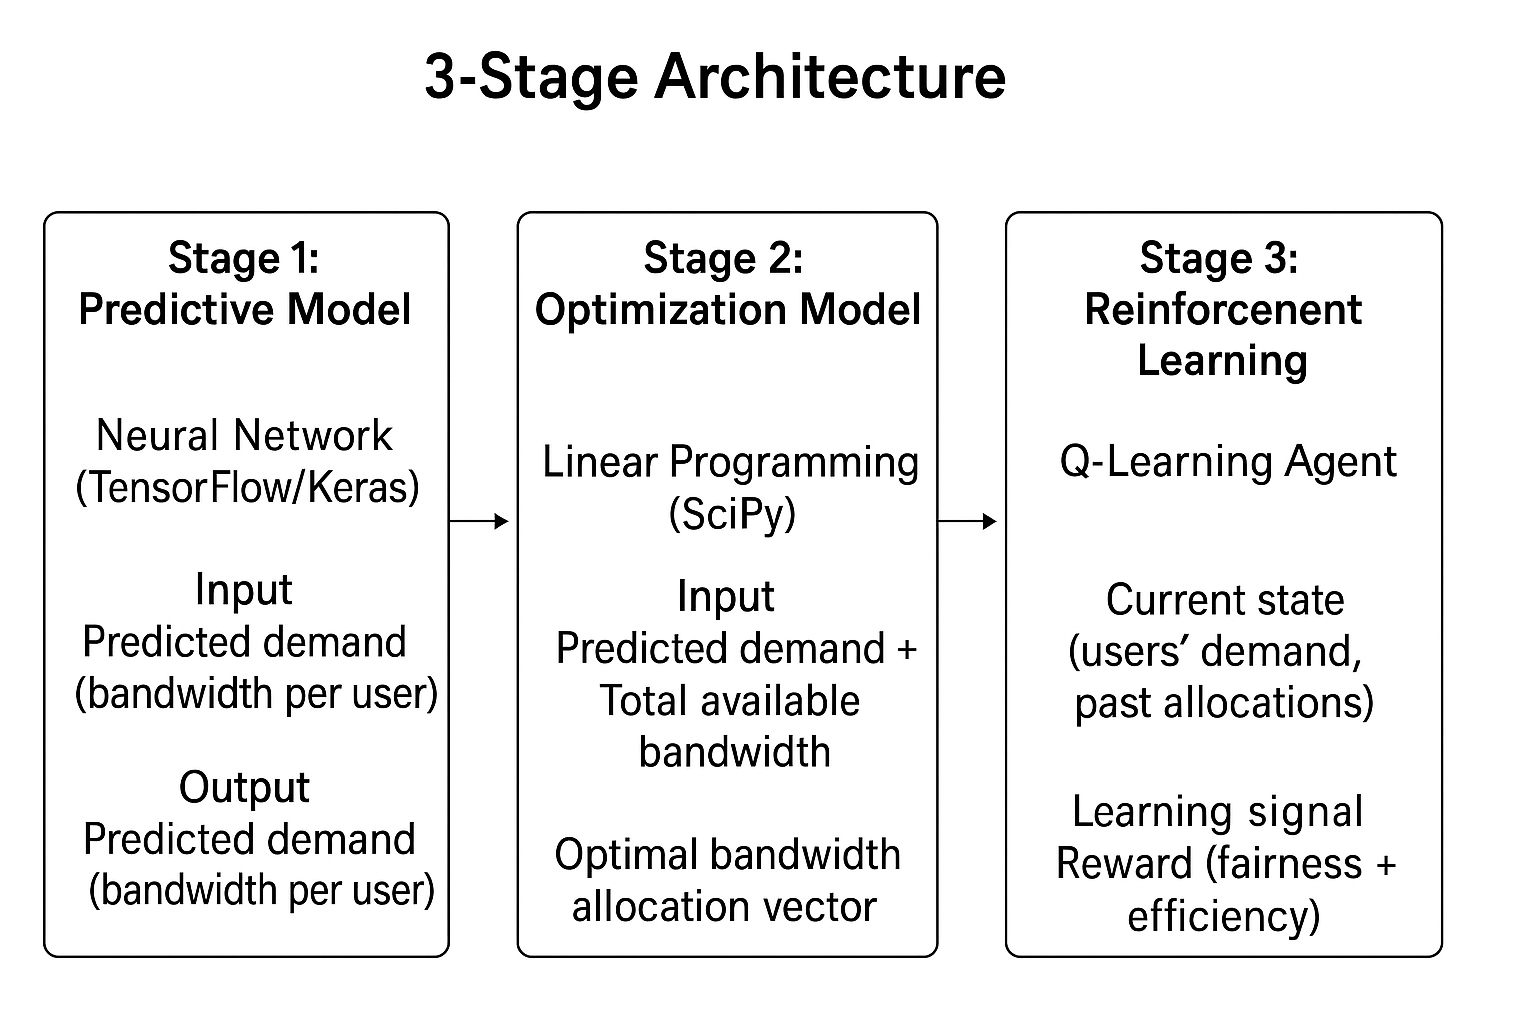 3-Stage Architecture
Stage 1:
Predictive Model
Neural Network
(TensorFlow/Keras)
Input
Predicted demand
(bandwidth per user)
Output
Predicted demand
(bandwidth per user)
Stage 2:
Optimization Model
Linear Programming
(SciPy)
Input
Predicted demand +
Total available
bandwidth
Optimal bandwidth
allocation vector
Stage 3:
Reinforcenent
Learning
Q-Learning Agent
Current state
(users′ demand,
past allocations)
Learning signal
Reward (fairness +
efficiency)